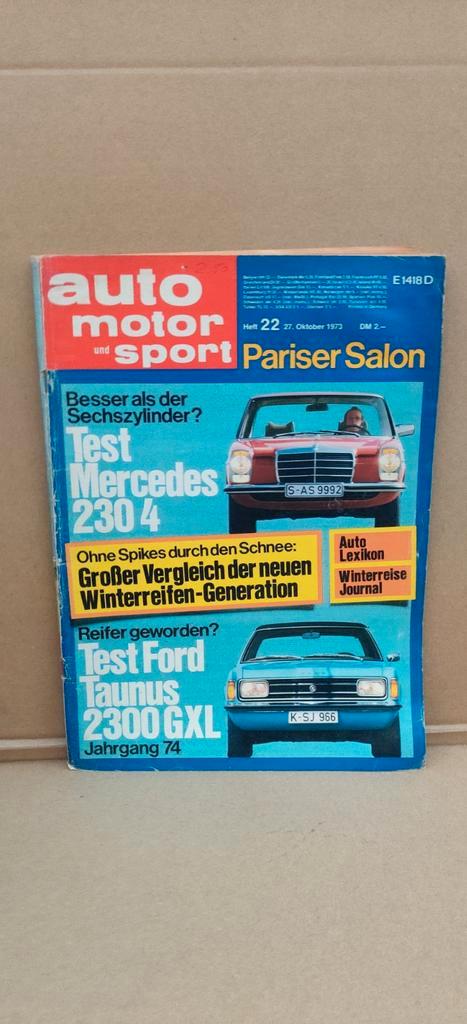 auto
motor
und sport
E 1418 D
Heft 22 27. Oktober 1973 DM 2.—
Pariser Salon
Besser als der
Sechszylinder?
Test
Mercedes
230 4
S-AS 9992
Ohne Spikes durch den Schnee:
Großer Vergleich der neuen
Winterreifen-Generation
Auto
Lexikon
Winterreise
Journal
Reifer geworden?
Test Ford
Taunus
2300 GXL
Jahrgang 74
K-SJ 966